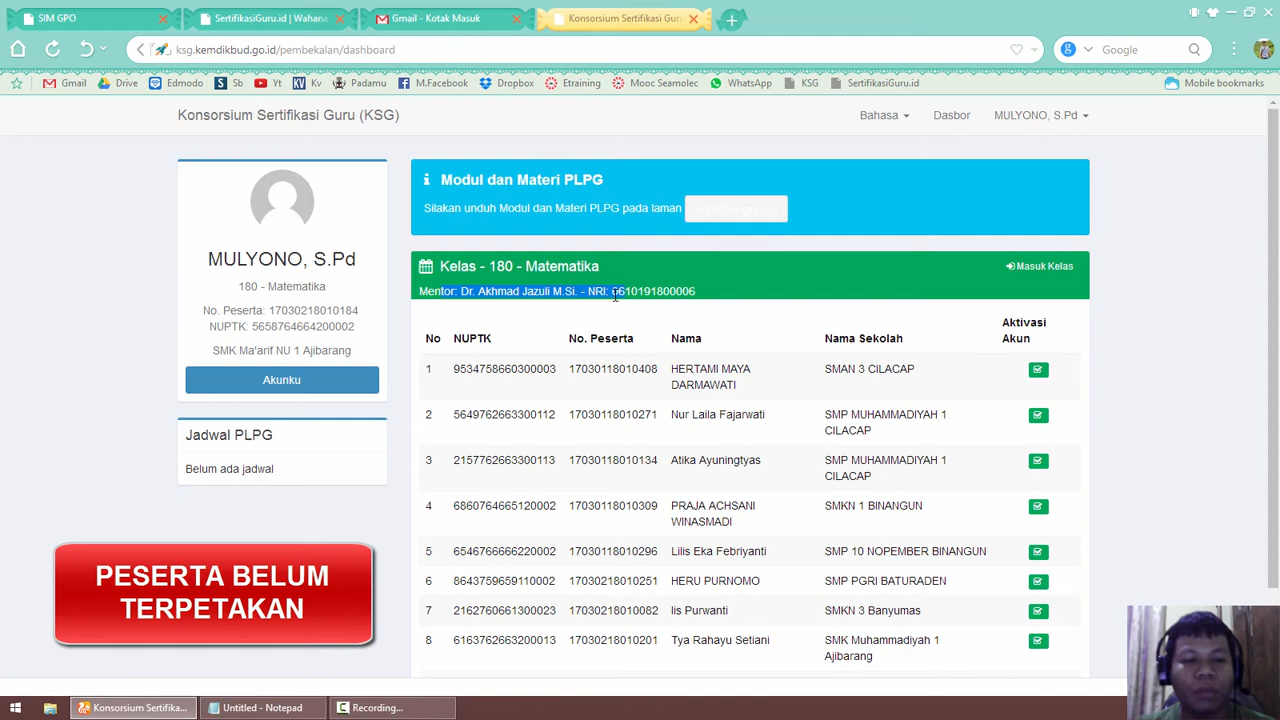 SIM GPO
SertifikasiGuru.id | Wahana
Gmail - Kotak Masuk
Konsorsium Sertifikasi Guru
ksg.kemdikbud.go.id/pembekalan/dashboard
Google
Gmail
Drive
Edmodo
Sb
YouTube
Yt
Kv
Padamu
M.Facebook
Dropbox
Etraining
Mooc Seamolec
WhatsApp
KSG
SertifikasiGuru.id
Mobile bookmarks
Konsorsium Sertifikasi Guru (KSG)
Bahasa
Dasbor
MULYONO, S.Pd
MULYONO, S.Pd
180 - Matematika
No. Peserta: 17030218010184
NUPTK: 5658764664200002
SMK Ma'arif NU 1 Ajibarang
Akunku
Jadwal PLPG
Belum ada jadwal
PESERTA BELUM
TERPETAKAN
Modul dan Materi PLPG
Silakan unduh Modul dan Materi PLPG pada laman
Kelas - 180 - Matematika
Masuk Kelas
Mentor: Dr. Akhmad Jazuli M.Si. - NRI: 5610191800006
No NUPTK No. Peserta Nama Nama Sekolah Aktivasi
Akun
1 9534758660300003 17030118010408 HERTAMI MAYA SMAN 3 CILACAP
DARMAWATI
2 5649762663300112 17030118010271 Nur Laila Fajarwati SMP MUHAMMADIYAH 1
CILACAP
3 2157762663300113 17030118010134 Atika Ayuningtyas SMP MUHAMMADIYAH 1
CILACAP
4 6860764665120002 17030118010309 PRAJA ACHSANI SMKN 1 BINANGUN
WINASMADI
5 6546766666220002 17030118010296 Lilis Eka Febriyanti SMP 10 NOPEMBER BINANGUN
6 8643759659110002 17030218010251 HERU PURNOMO SMP PGRI BATURADEN
7 2162760661300023 17030218010082 Iis Purwanti SMKN 3 Banyumas
8 6163762663200013 17030218010201 Tya Rahayu Setiani SMK Muhammadiyah 1
Ajibarang
Konsorsium Sertifika...
Untitled - Notepad
Recording...